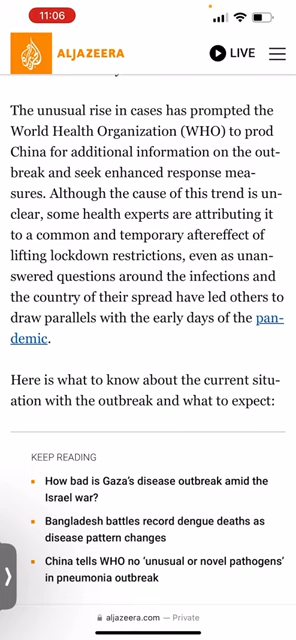 11:06
ALJAZEERA
LIVE
The unusual rise in cases has prompted the
World Health Organization (WHO) to prod
China for additional information on the out-
break and seek enhanced response mea-
sures. Although the cause of this trend is un-
clear, some health experts are attributing it
to a common and temporary aftereffect of
lifting lockdown restrictions, even as unan-
swered questions around the infections and
the country of their spread have led others to
draw parallels with the early days of the pan-
demic.
Here is what to know about the current situ-
ation with the outbreak and what to expect:
KEEP READING
How bad is Gaza’s disease outbreak amid the
Israel war?
Bangladesh battles record dengue deaths as
disease pattern changes
China tells WHO no ‘unusual or novel pathogens’
in pneumonia outbreak
aljazeera.com — Private